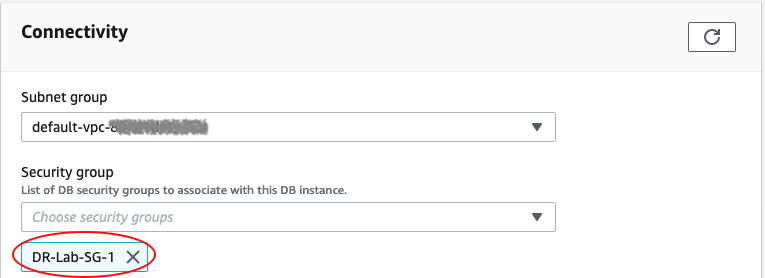 Connectivity
Subnet group
default-vpc-8
Security group
List of DB security groups to associate with this DB instance.
Choose security groups
DR-Lab-SG-1